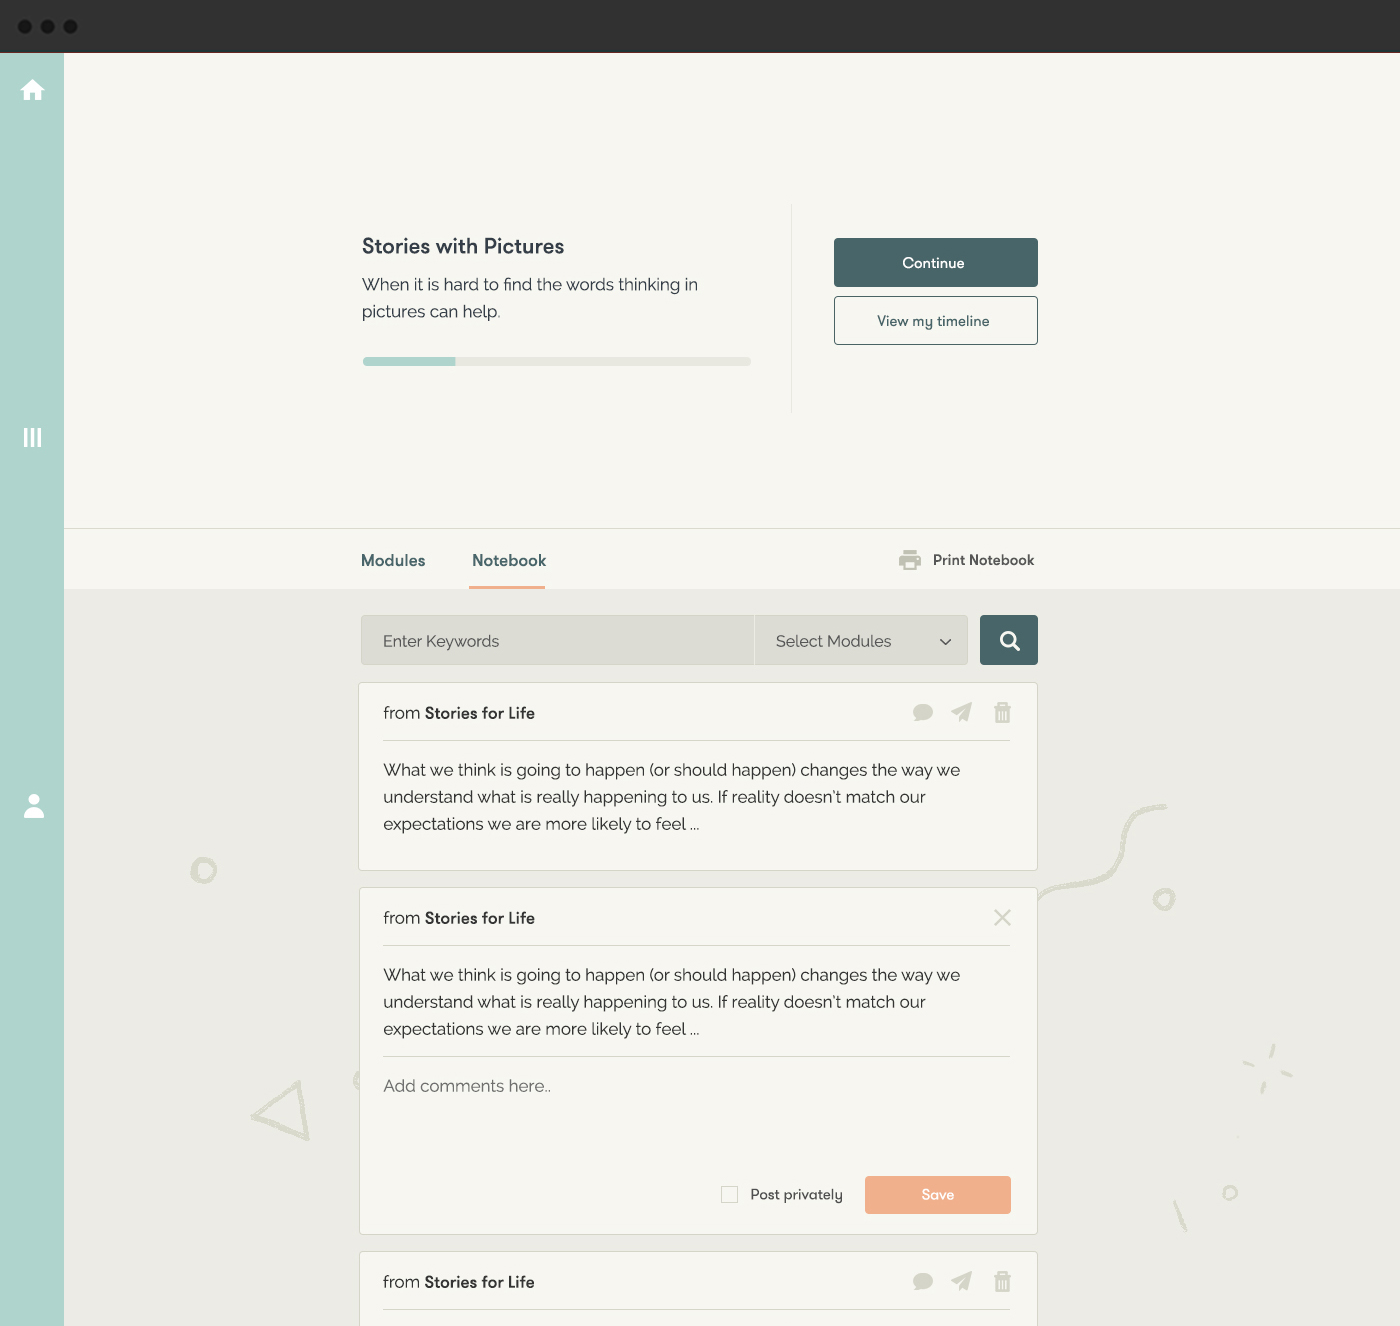 Stories with Pictures
When it is hard to find the words thinking in
pictures can help.
Continue
View my timeline
Modules
Notebook
Print Notebook
Enter Keywords
Select Modules
from Stories for Life
What we think is going to happen (or should happen) changes the way we
understand what is really happening to us. If reality doesn't match our
expectations we are more likely to feel ...
from Stories for Life
What we think is going to happen (or should happen) changes the way we
understand what is really happening to us. If reality doesn't match our
expectations we are more likely to feel ...
Add comments here..
Post privately
Save
from Stories for Life